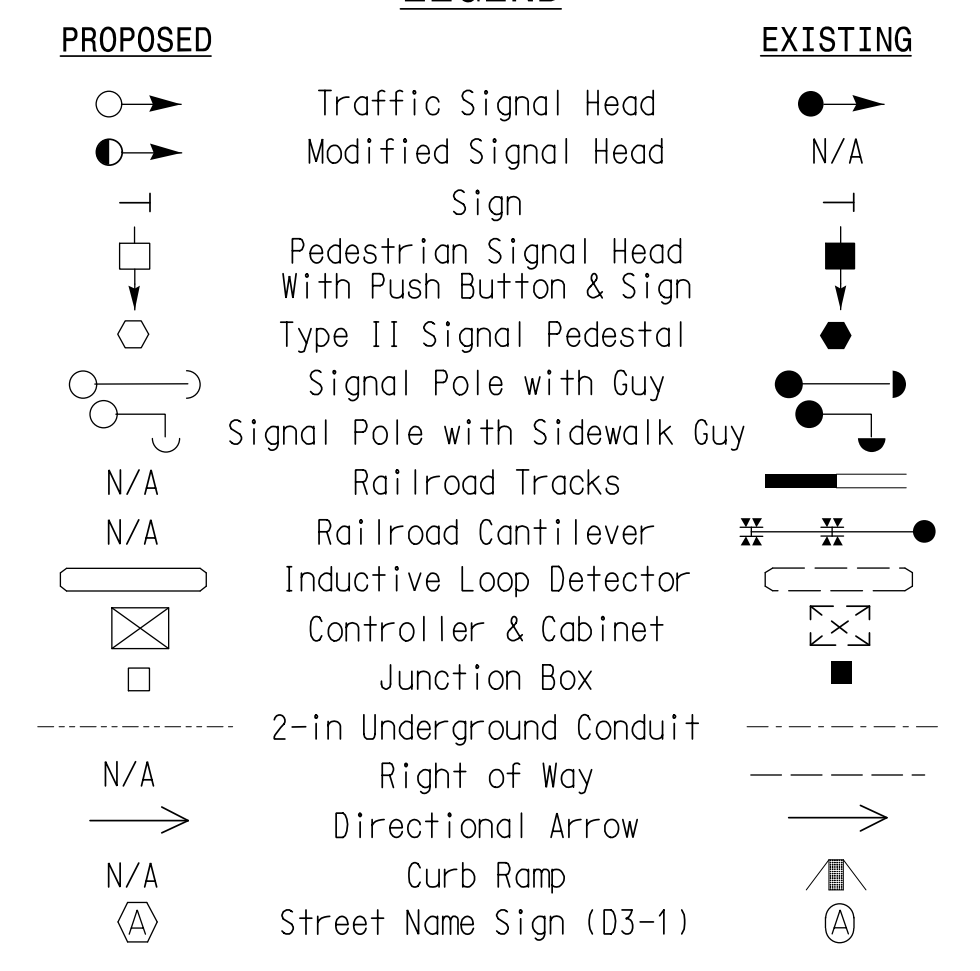 LEGEND
PROPOSED EXISTING
Traffic Signal Head
Modified Signal Head N/A
Sign
Pedestrian Signal Head
With Push Button & Sign
Type II Signal Pedestal
Signal Pole with Guy
Signal Pole with Sidewalk Guy
N/A Railroad Tracks
N/A Railroad Cantilever
Inductive Loop Detector
Controller & Cabinet
Junction Box
2-in Underground Conduit
N/A Right of Way
Directional Arrow
N/A Curb Ramp
A Street Name Sign (D3-1) A